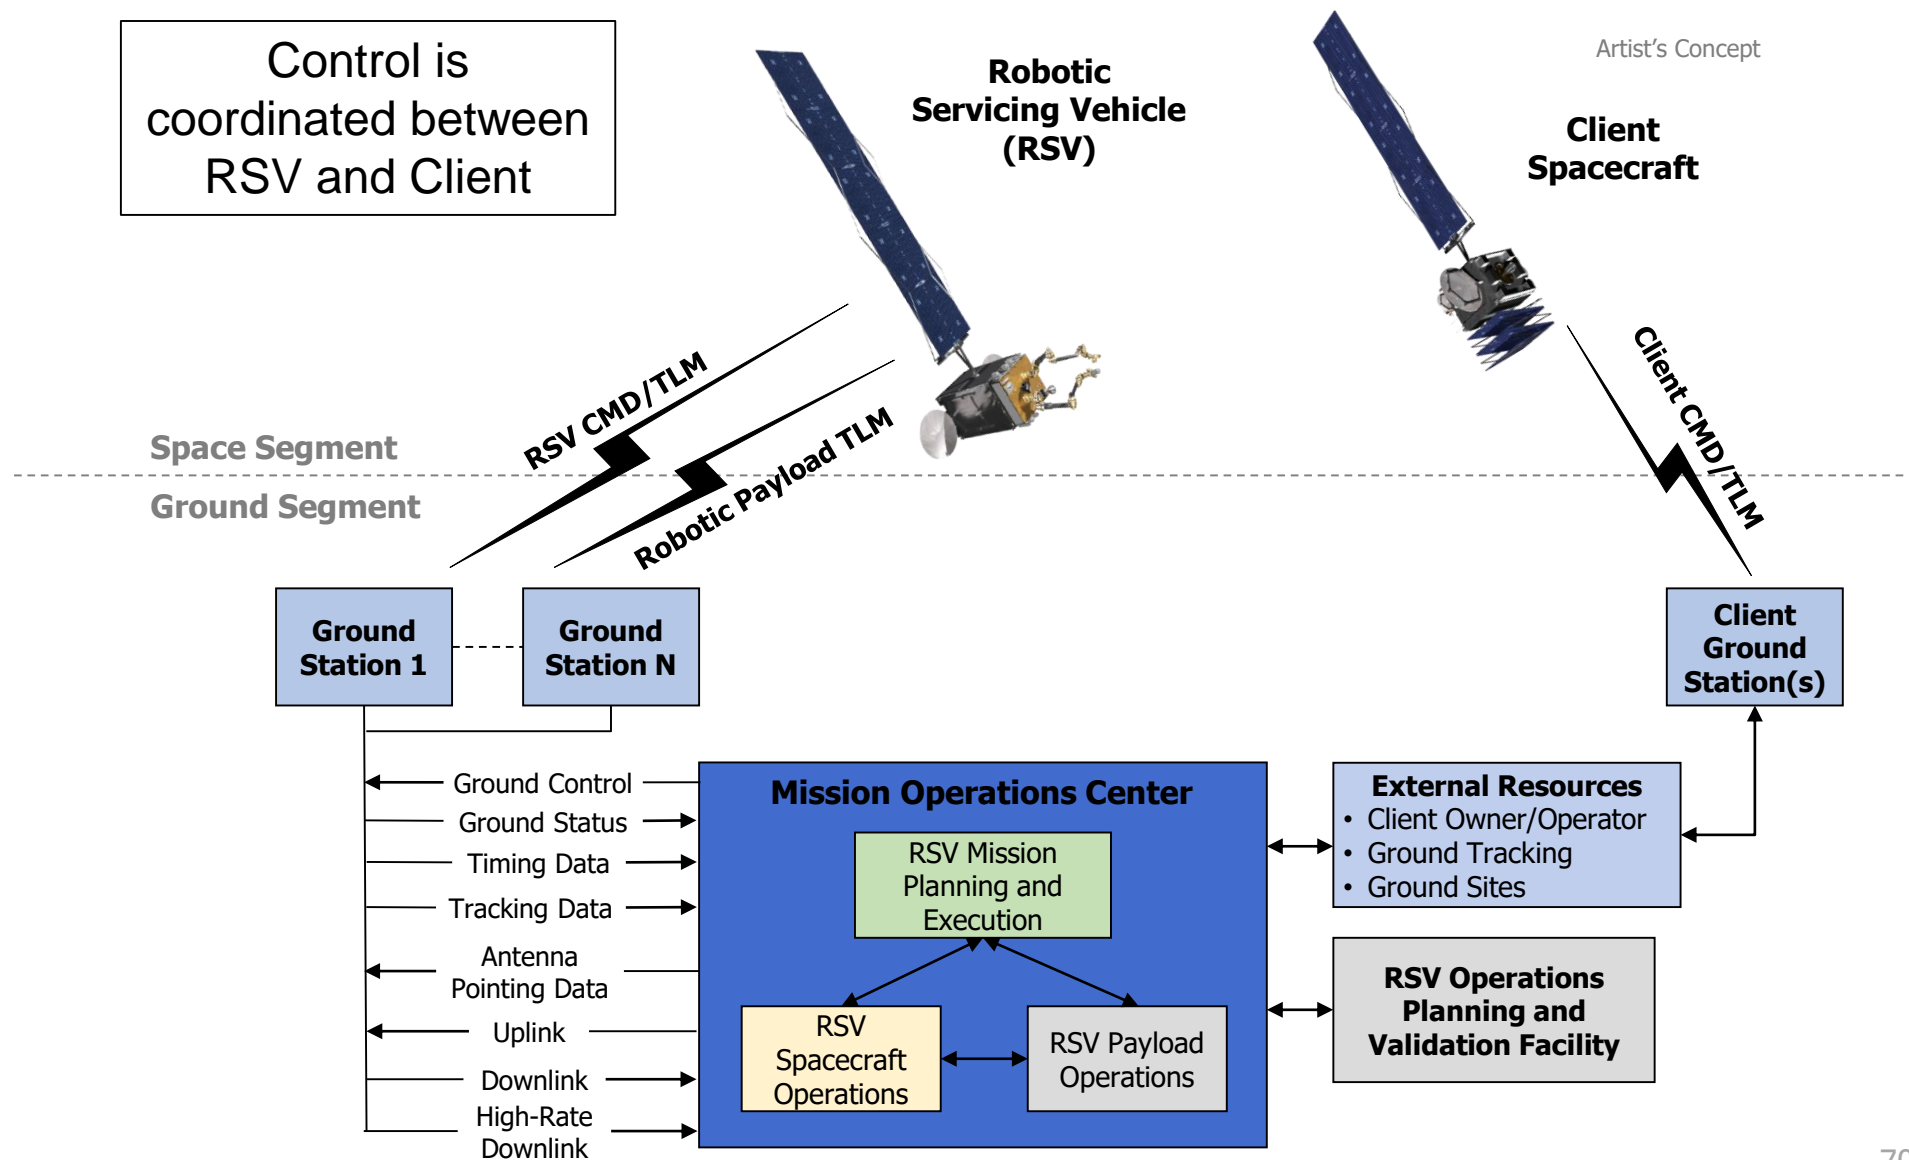 Control is
coordinated between
RSV and Client
Robotic
Servicing Vehicle
(RSV)
Artist's Concept
Client
Spacecraft
RSV CMD/TLM
Robotic Payload TLM
Client CMD/TLM
Space Segment
Ground Segment
Ground
Station 1
Ground
Station N
Client
Ground
Station(s)
Ground Control
Ground Status
Timing Data
Tracking Data
Antenna
Pointing Data
Uplink
Downlink
High-Rate
Downlink
Mission Operations Center
RSV Mission
Planning and
Execution
RSV
Spacecraft
Operations
RSV Payload
Operations
External Resources
• Client Owner/Operator
• Ground Tracking
• Ground Sites
RSV Operations
Planning and
Validation Facility